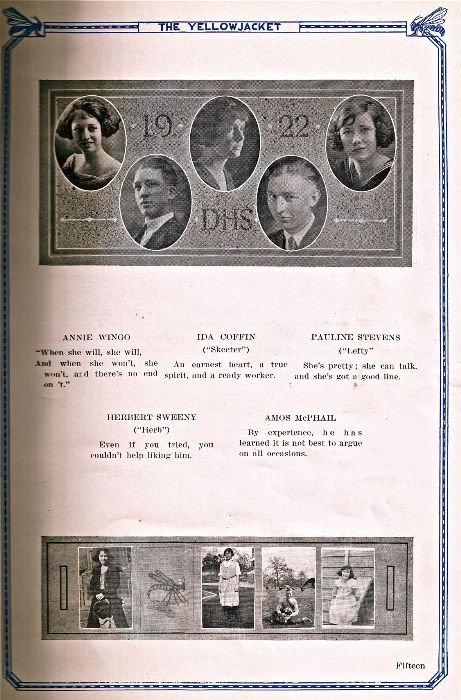 THE YELLOWJACKET
19 22
DHS
ANNIE WINGO
"When she will, she will,
And when she won't, she
won't, and there's no end
on 't."
IDA COFFIN
("Skeeter")
An earnest heart, a true
spirit, and a ready worker.
PAULINE STEVENS
("Lefty"
She's pretty; she can talk,
and she's got a good line.
HERBERT SWEENY
("Herb")
Even if you tried, you
couldn't help liking him.
AMOS McPHAIL
By experience, he has
learned it is not best to argue
on all occasions.
Fifteen